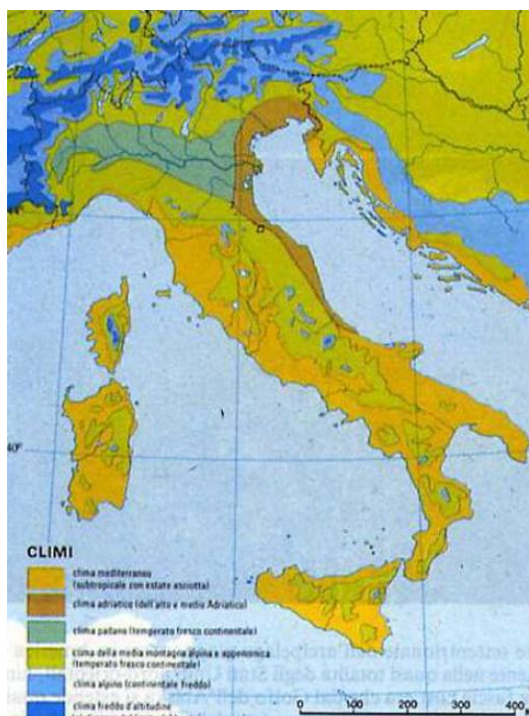 40°
CLIMI
clima mediterraneo
(subtropicale con estate asciutta)
clima adriatico (dell'alto e medio Adriatico)
clima padano (temperato fresco continentale)
clima della media montagna alpina e appenninica
(temperato fresco continentale)
clima alpino (continentale freddo)
clima freddo d'altitudine
0 100 200 300 400